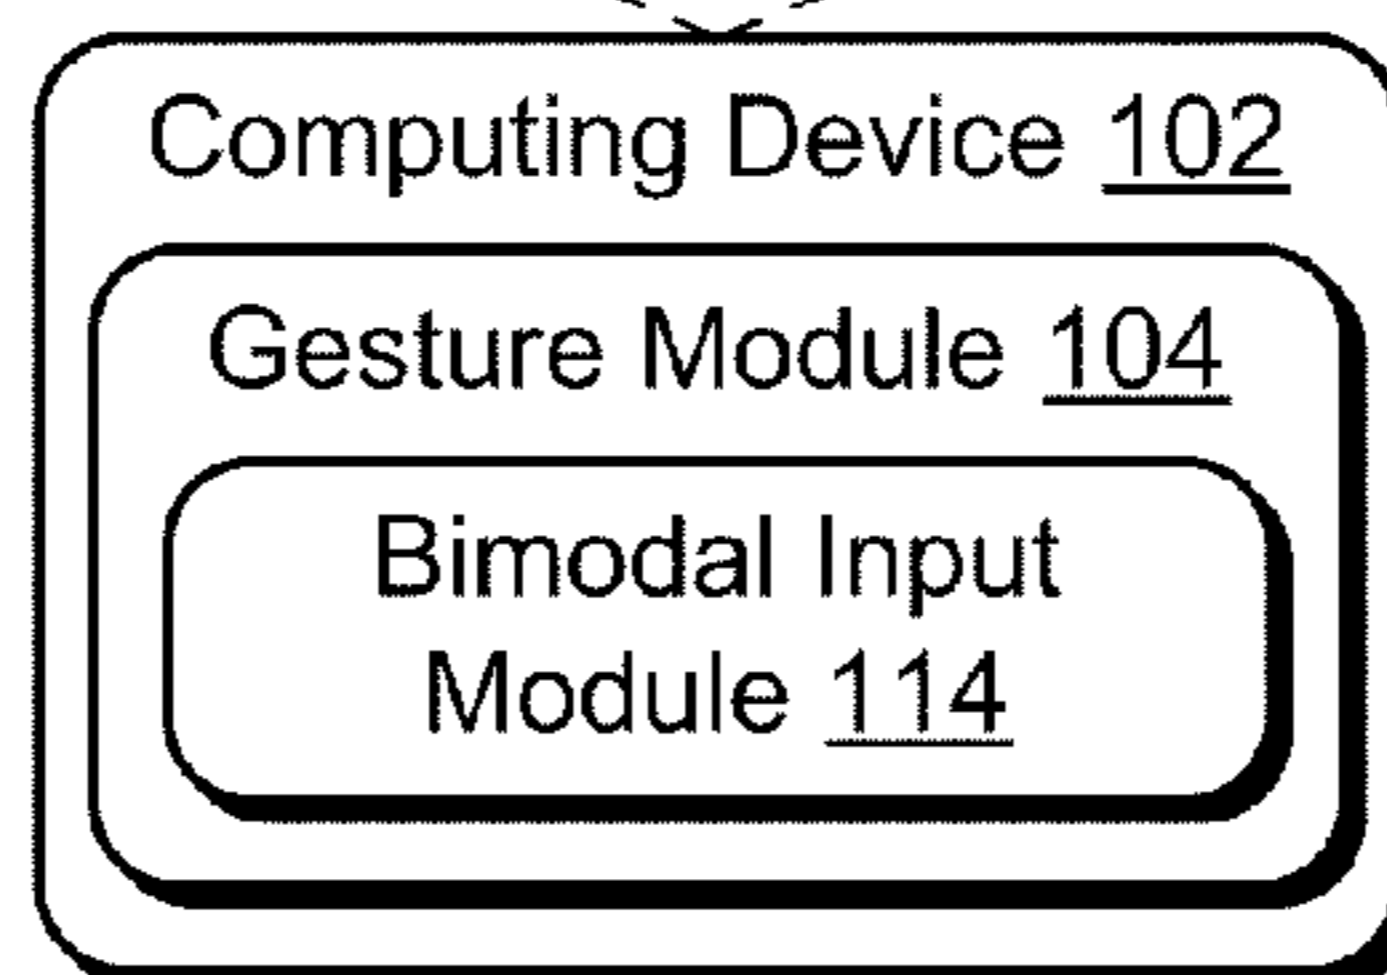 Computing Device 102
Gesture Module 104
Bimodal Input
Module 114